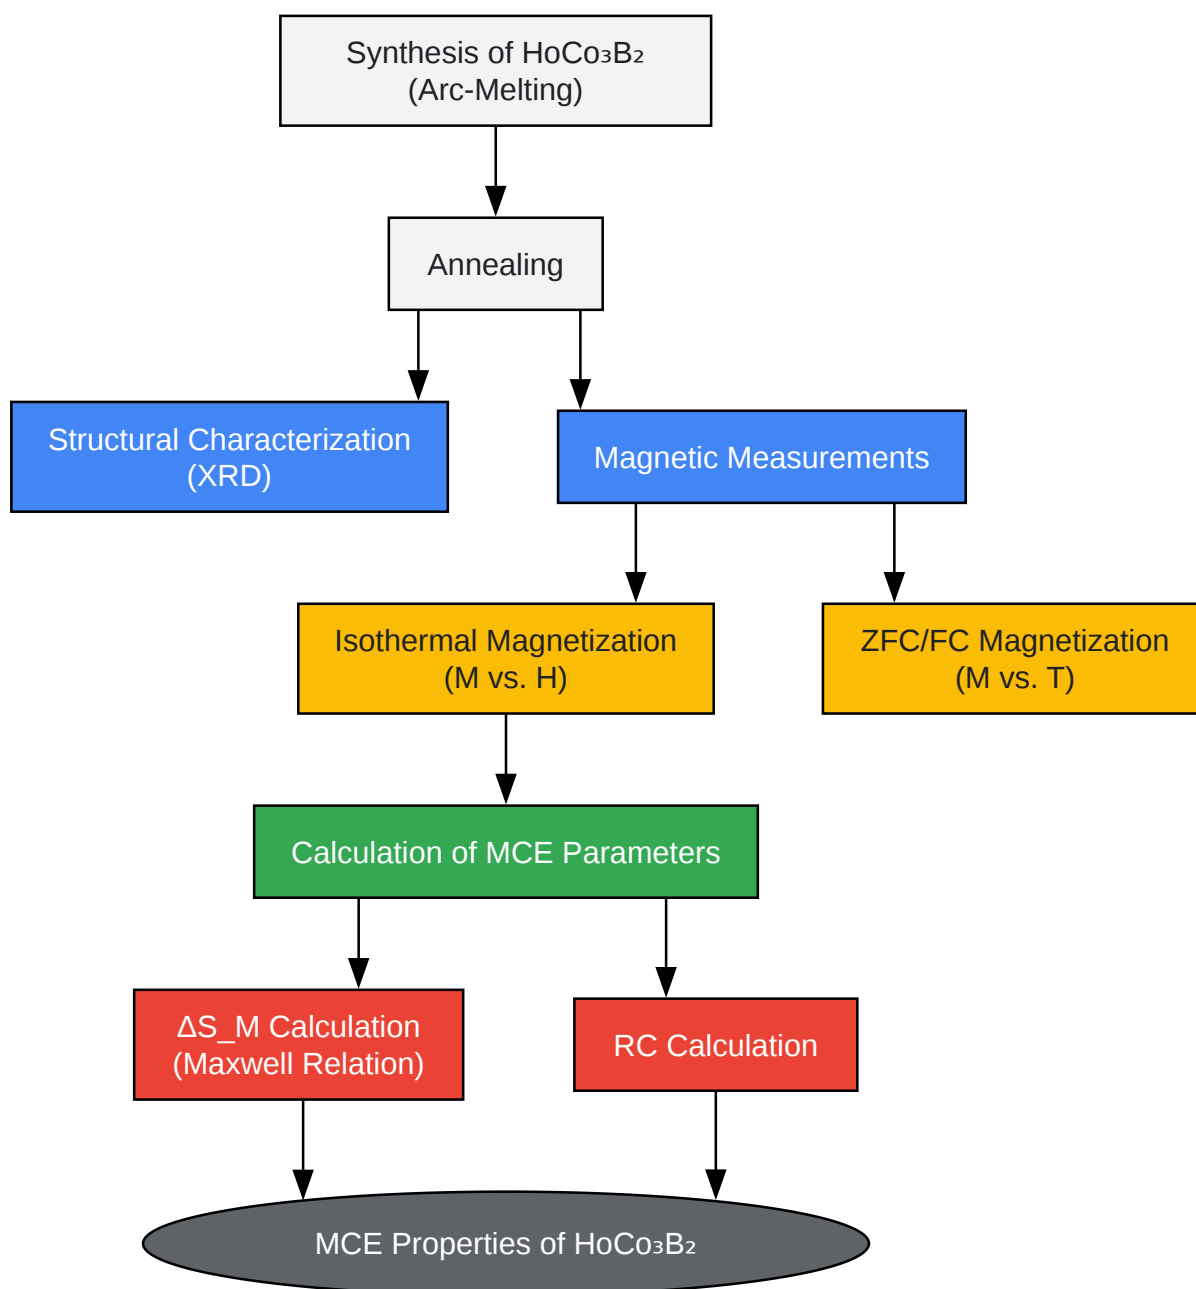 Synthesis of HoCo₃B₂
(Arc-Melting)
Annealing
Structural Characterization
(XRD)
Magnetic Measurements
Isothermal Magnetization
(M vs. H)
ZFC/FC Magnetization
(M vs. T)
Calculation of MCE Parameters
ΔS_M Calculation
(Maxwell Relation)
RC Calculation
MCE Properties of HoCo₃B₂